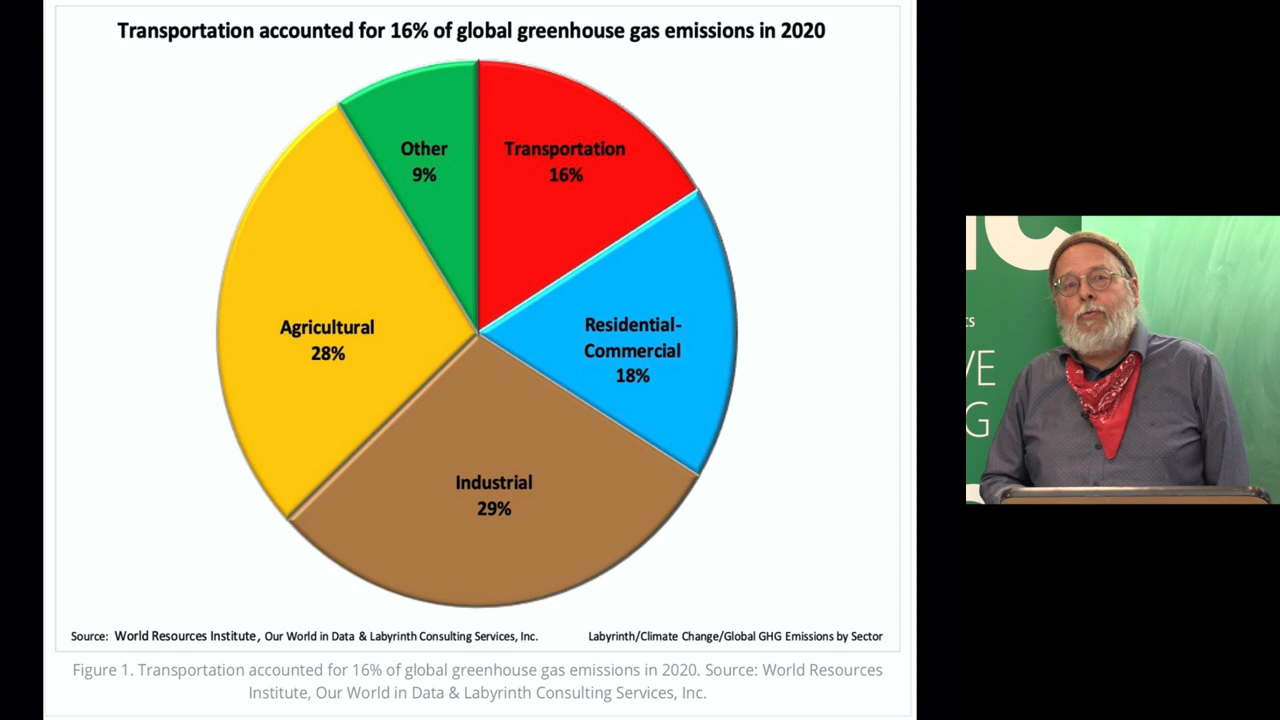 Transportation accounted for 16% of global greenhouse gas emissions in 2020
Other
9%
Transportation
16%
Residential-
Commercial
18%
Agricultural
28%
Industrial
29%
Source: World Resources Institute, Our World in Data & Labyrinth Consulting Services, Inc.
Labyrinth/Climate Change/Global GHG Emissions by Sector
Figure 1. Transportation accounted for 16% of global greenhouse gas emissions in 2020. Source: World Resources
Institute, Our World in Data & Labyrinth Consulting Services, Inc.